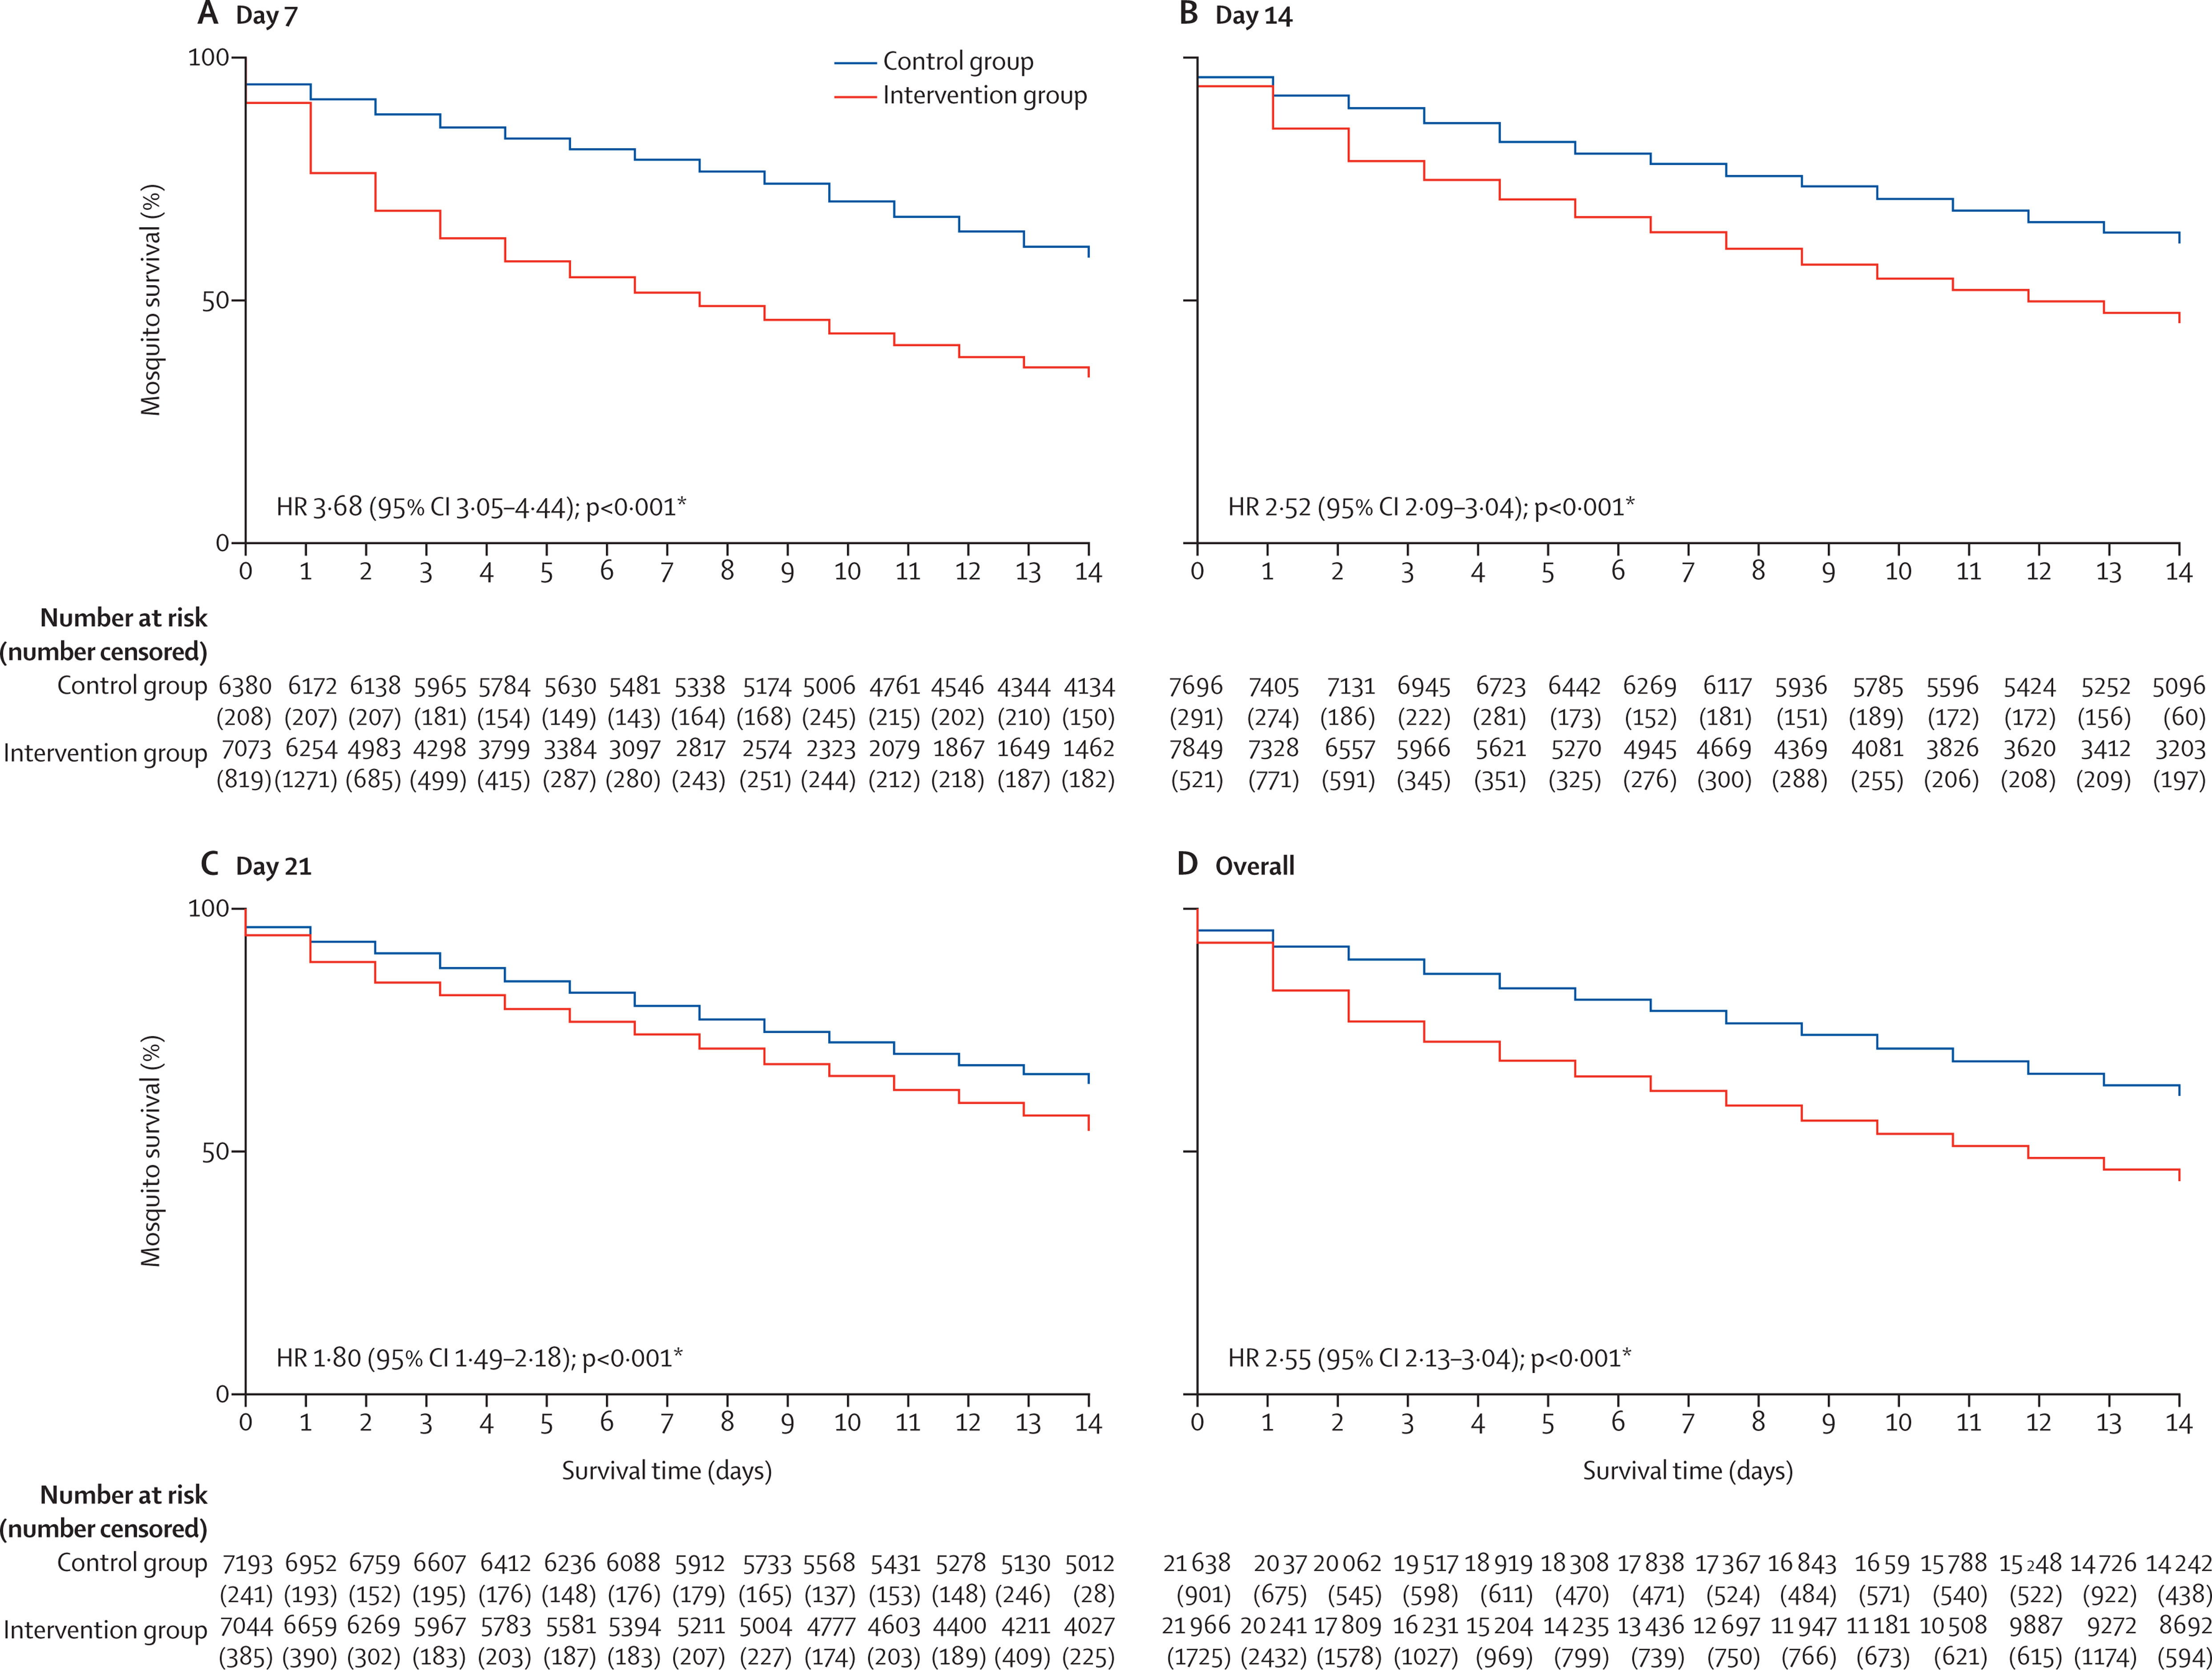 A Day 7
B Day 14
100
Control group
Intervention group
Mosquito survival (%)
50
HR 3·68 (95% CI 3·05–4·44); p<0·001*
HR 2·52 (95% CI 2·09–3·04); p<0·001*
0
0 1 2 3 4 5 6 7 8 9 10 11 12 13 14
0 1 2 3 4 5 6 7 8 9 10 11 12 13 14
Number at risk
(number censored)
Control group 6380 6172 6138 5965 5784 5630 5481 5338 5174 5006 4761 4546 4344 4134
7696 7405 7131 6945 6723 6442 6269 6117 5936 5785 5596 5424 5252 5096
(208) (207) (207) (181) (154) (149) (143) (164) (168) (245) (215) (202) (210) (150)
(291) (274) (186) (222) (281) (173) (152) (181) (151) (189) (172) (172) (156) (60)
Intervention group 7073 6254 4983 4298 3799 3384 3097 2817 2574 2323 2079 1867 1649 1462
7849 7328 6557 5966 5621 5270 4945 4669 4369 4081 3826 3620 3412 3203
(819) (1271) (685) (499) (415) (287) (280) (243) (251) (244) (212) (218) (187) (182)
(521) (771) (591) (345) (351) (325) (276) (300) (288) (255) (206) (208) (209) (197)
C Day 21
D Overall
100
Mosquito survival (%)
50
HR 1·80 (95% CI 1·49–2·18); p<0·001*
HR 2·55 (95% CI 2·13–3·04); p<0·001*
0
0 1 2 3 4 5 6 7 8 9 10 11 12 13 14
0 1 2 3 4 5 6 7 8 9 10 11 12 13 14
Survival time (days)
Survival time (days)
Number at risk
(number censored)
Control group 7193 6952 6759 6607 6412 6236 6088 5912 5733 5568 5431 5278 5130 5012
21 638 20 37 20 062 19 517 18 919 18 308 17 838 17 367 16 843 16 59 15 788 15 248 14 726 14 242
(241) (193) (152) (195) (176) (148) (176) (179) (165) (137) (153) (148) (246) (28)
(901) (675) (545) (598) (611) (470) (471) (524) (484) (571) (540) (522) (922) (438)
Intervention group 7044 6659 6269 5967 5783 5581 5394 5211 5004 4777 4603 4400 4211 4027
21 966 20 241 17 809 16 231 15 204 14 235 13 436 12 697 11 947 11 181 10 508 9887 9272 8692
(385) (390) (302) (183) (203) (187) (183) (207) (227) (174) (203) (189) (409) (225)
(1725) (2432) (1578) (1027) (969) (799) (739) (750) (766) (673) (621) (615) (1174) (594)